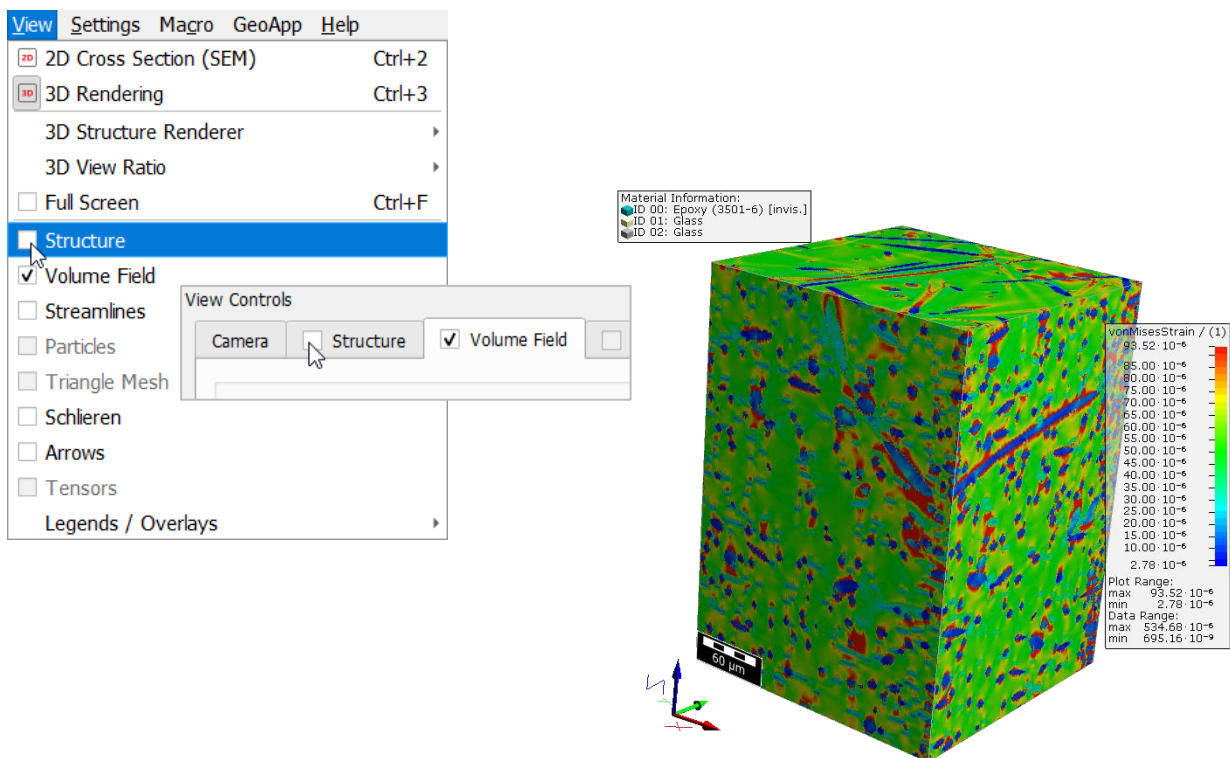 View Settings Macro GeoApp Help
2D 2D Cross Section (SEM) Ctrl+2
3D 3D Rendering Ctrl+3
3D Structure Renderer
3D View Ratio
Full Screen Ctrl+F
Structure
Volume Field
Streamlines
Particles
Triangle Mesh
Schlieren
Arrows
Tensors
Legends / Overlays
View Controls
Camera Structure Volume Field
Material Information:
ID 00: Epoxy (3501-6) [invis.]
ID 01: Glass
ID 02: Glass
vonMisesStrain / (1)
93.52·10⁻⁶
85.00·10⁻⁶
80.00·10⁻⁶
75.00·10⁻⁶
70.00·10⁻⁶
65.00·10⁻⁶
60.00·10⁻⁶
55.00·10⁻⁶
50.00·10⁻⁶
45.00·10⁻⁶
40.00·10⁻⁶
35.00·10⁻⁶
30.00·10⁻⁶
25.00·10⁻⁶
20.00·10⁻⁶
15.00·10⁻⁶
10.00·10⁻⁶
2.78·10⁻⁶
Plot Range:
max 93.52·10⁻⁶
min 2.78·10⁻⁶
Data Range:
max 534.68·10⁻⁶
min 695.16·10⁻⁹
60 µm